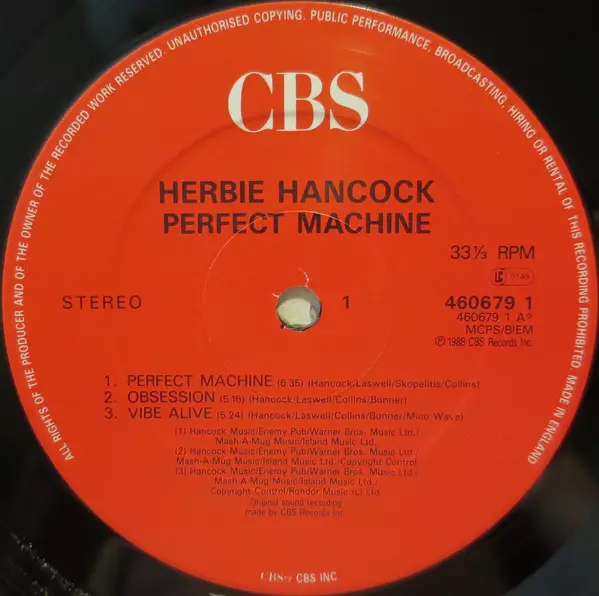 ALL RIGHTS OF THE PRODUCER AND OF THE OWNER OF THE RECORDED WORK RESERVED. UNAUTHORISED COPYING, PUBLIC PERFORMANCE, BROADCASTING, HIRING OR RENTAL OF THIS RECORDING PROHIBITED. MADE IN ENGLAND
CBS
HERBIE HANCOCK
PERFECT MACHINE
33⅓ RPM
LC 0149
STEREO 1 460679 1
460679 1 Aº
MCPS/BIEM
℗ 1988 CBS Records Inc.
1. PERFECT MACHINE (6.35) (Hancock/Laswell/Skopelitis/Collins)
2. OBSESSION (5.16) (Hancock/Laswell/Collins/Bonner)
3. VIBE ALIVE (5.24) (Hancock/Laswell/Collins/Bonner/Mico Wave)
(1) Hancock Music/Enemy Pub/Warner Bros. Music Ltd./
Mash-A-Mug Music/Island Music Ltd.
(2) Hancock Music/Enemy Pub/Warner Bros. Music Ltd./
Mash-A-Mug Music/Island Music Ltd./Copyright Control
(3) Hancock Music/Enemy Pub/Warner Bros. Music Ltd./
Mash-A-Mug Music/Island Music Ltd./
Copyright Control/Rondor Music (L) Ltd.
Original sound recording
made by CBS Records Inc.
CBS CBS INC